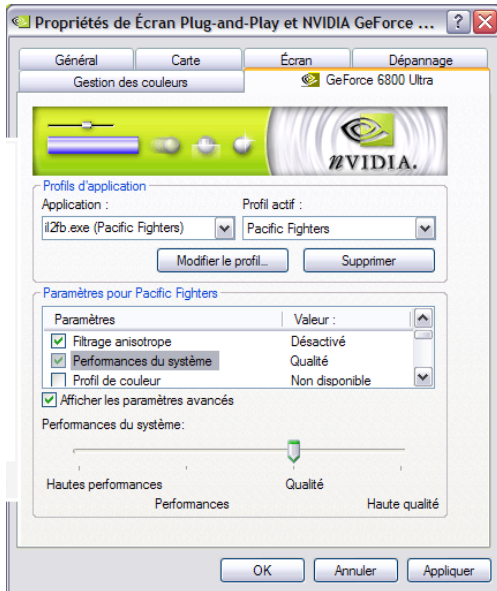 Propriétés de Écran Plug-and-Play et NVIDIA GeForce ...
Général Carte Écran Dépannage
Gestion des couleurs GeForce 6800 Ultra
nVIDIA.
Profils d'application
Application : Profil actif :
il2fb.exe (Pacific Fighters) Pacific Fighters
Modifier le profil... Supprimer
Paramètres pour Pacific Fighters
Paramètres Valeur :
Filtrage anisotrope Désactivé
Performances du système Qualité
Profil de couleur Non disponible
Afficher les paramètres avancés
Performances du système:
Hautes performances Qualité
Performances Haute qualité
OK Annuler Appliquer